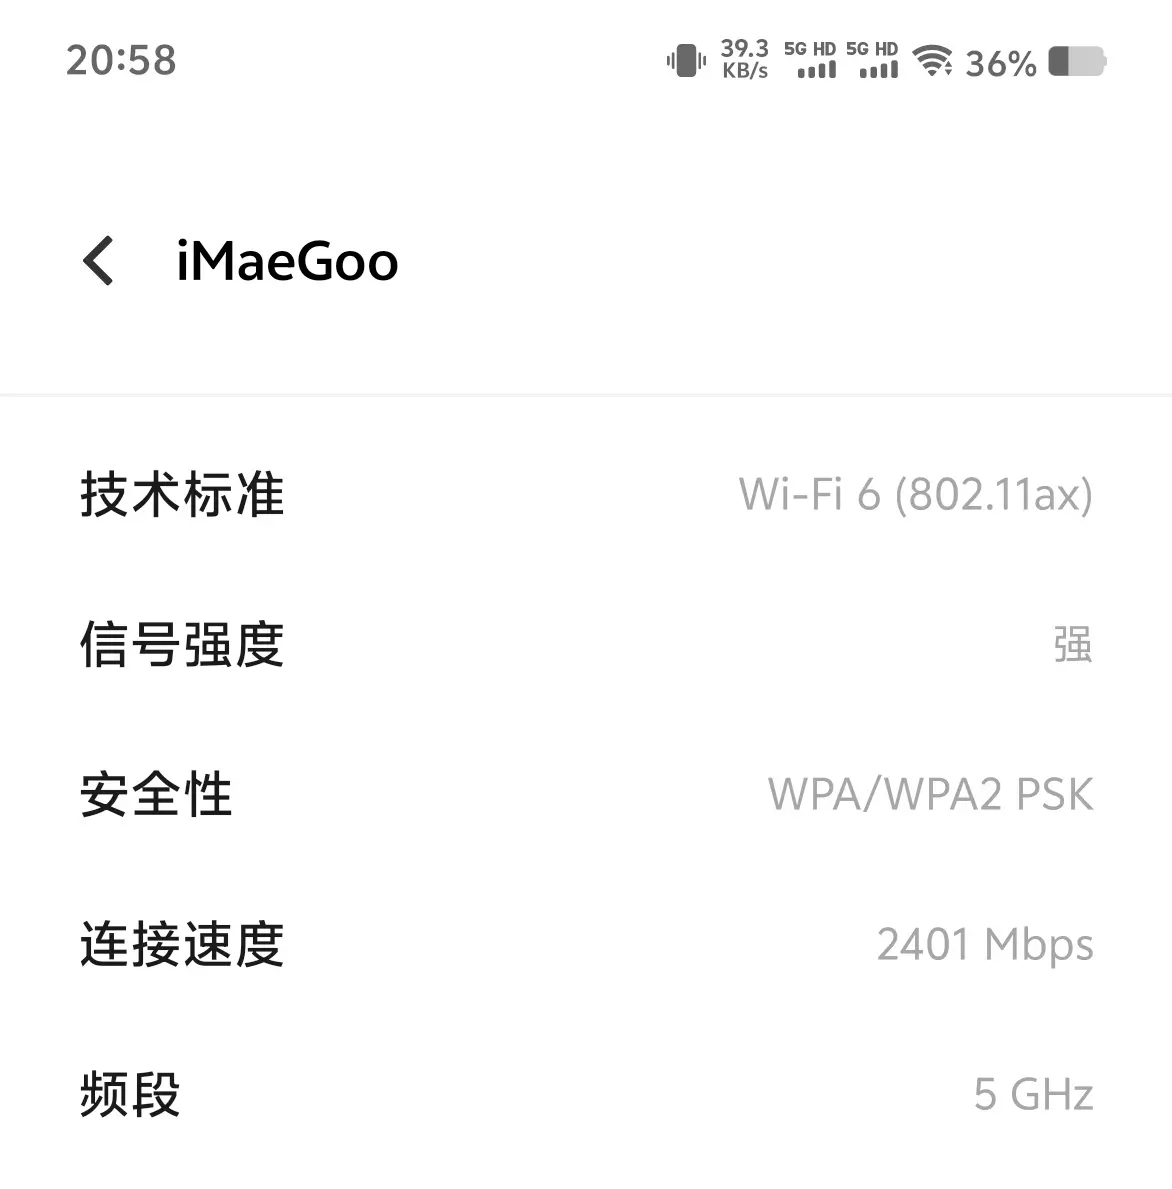 20:58
39.3 KB/s 5G HD 5G HD 36%
iMaeGoo
技术标准 Wi-Fi 6 (802.11ax)
信号强度 强
安全性 WPA/WPA2 PSK
连接速度 2401 Mbps
频段 5 GHz